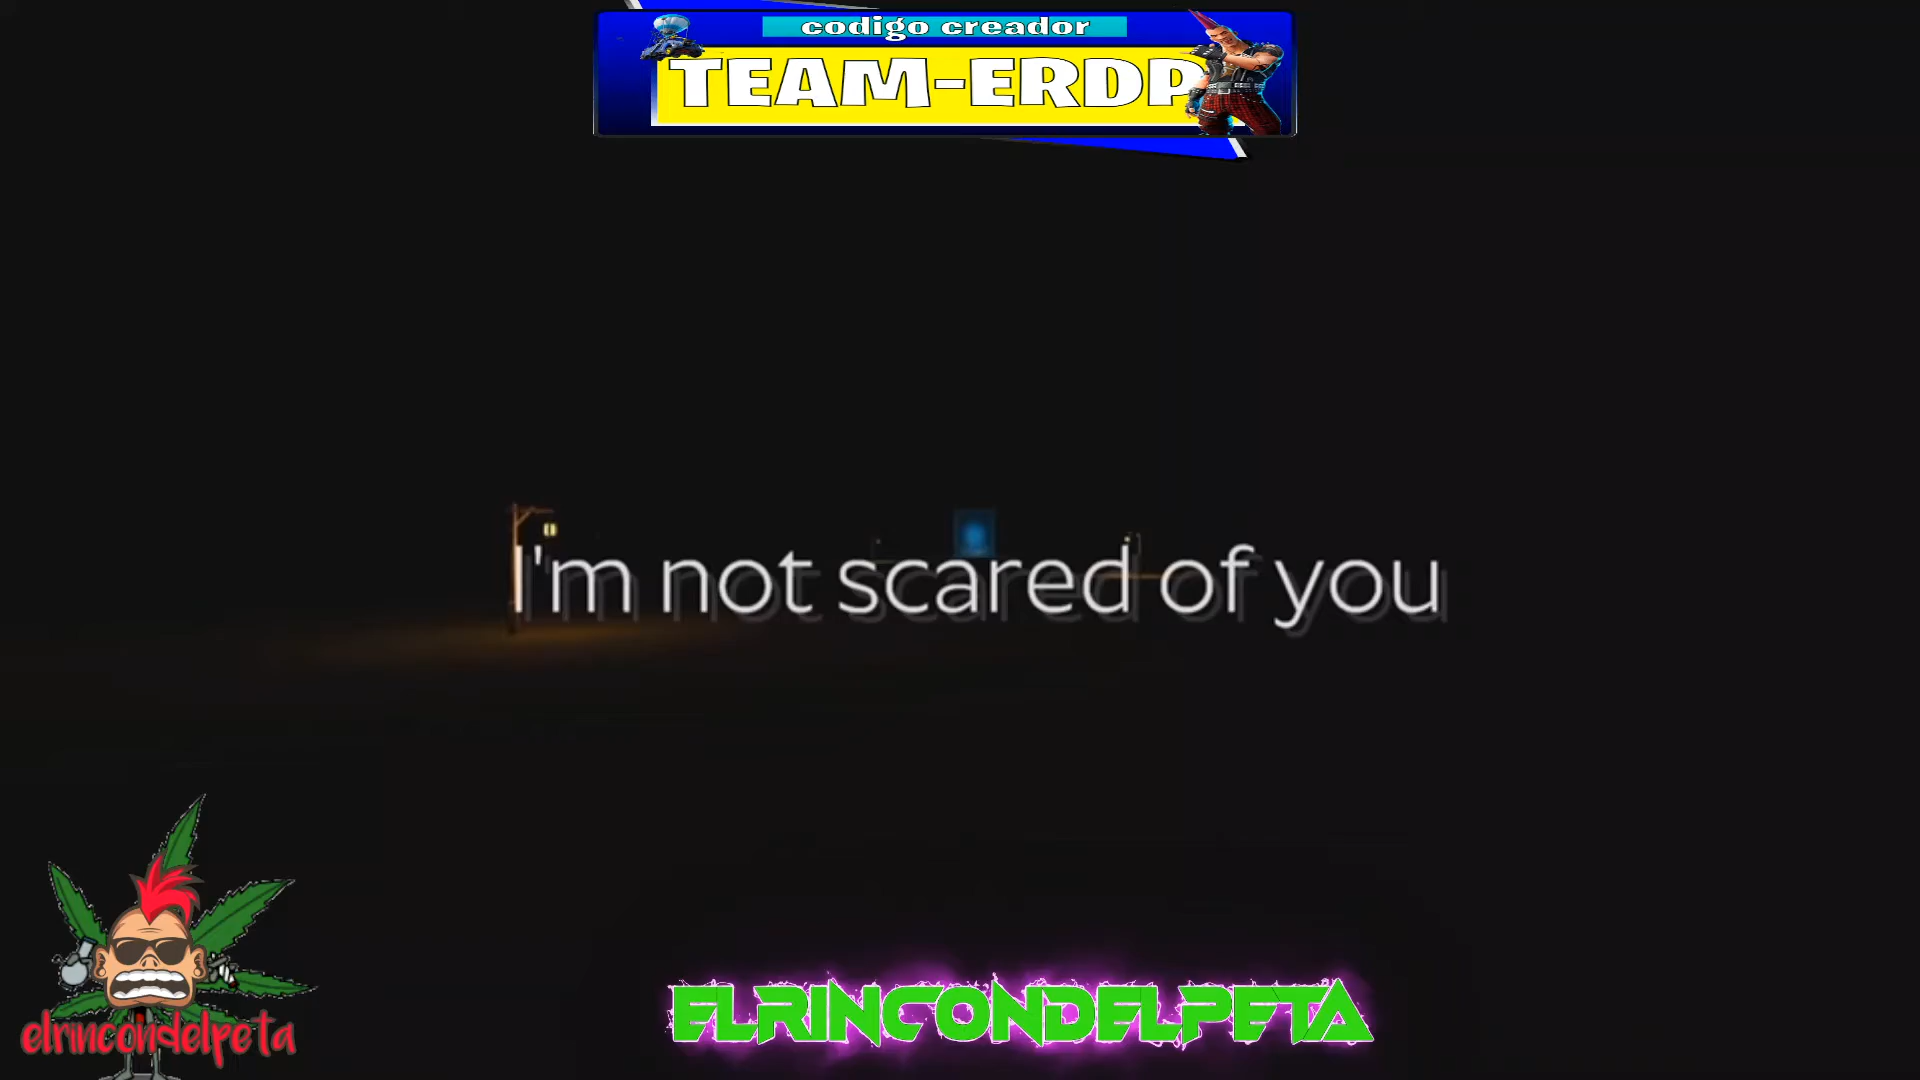 codigo creador
TEAM-ERDP
I'm not scared of you
elrincondelpeta
ELRINCONDELPETA